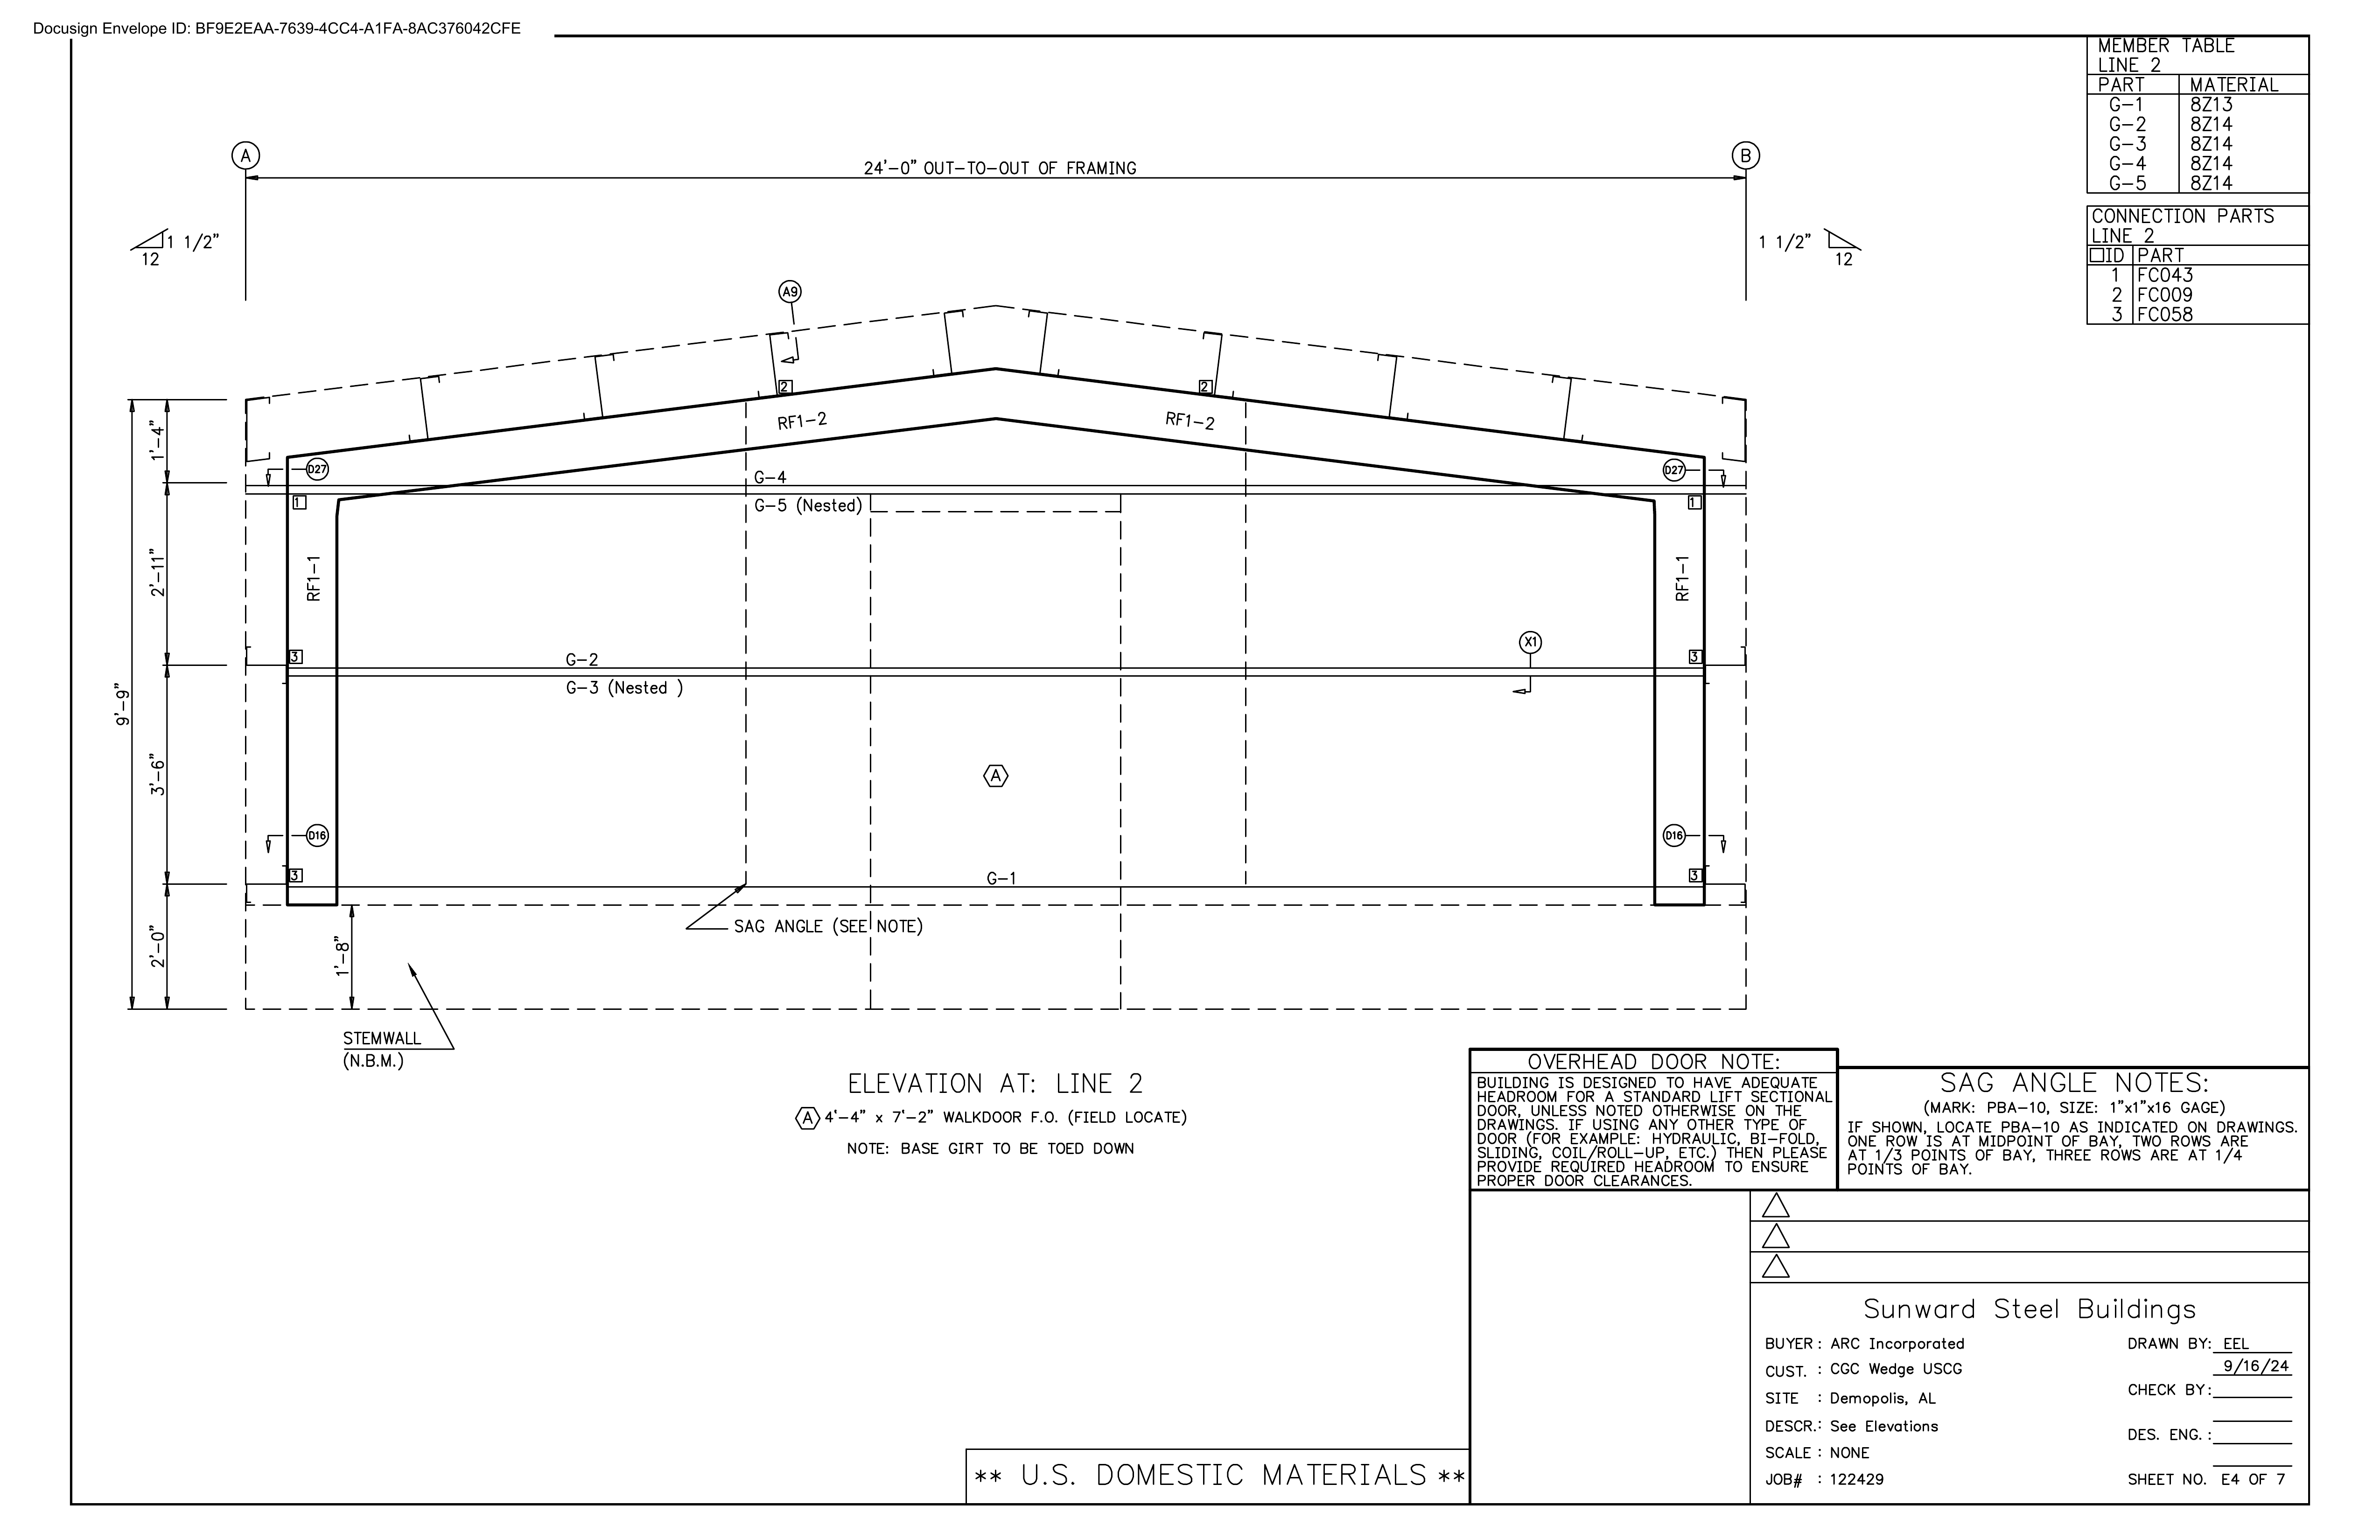 Docusign Envelope ID: BF9E2EAA-7639-4CC4-A1FA-8AC376042CFE
MEMBER TABLE
LINE 2
PART MATERIAL
G-1 8Z13
G-2 8Z14
G-3 8Z14
G-4 8Z14
G-5 8Z14
CONNECTION PARTS
LINE 2
□ID PART
1 FC043
2 FC009
3 FC058
A
24'-0" OUT-TO-OUT OF FRAMING
B
1 1/2"
12
1 1/2"
12
A9
2
2
RF1-2
RF1-2
1'-4"
D27
D27
G-4
1
G-5 (Nested)
1
2'-11"
RF1-1
RF1-1
X1
3
G-2
3
G-3 (Nested )
9'-9"
3'-6"
A
D16
D16
3
G-1
3
SAG ANGLE (SEE NOTE)
2'-0"
1'-8"
STEMWALL
(N.B.M.)
ELEVATION AT: LINE 2
A 4'-4" x 7'-2" WALKDOOR F.O. (FIELD LOCATE)
NOTE: BASE GIRT TO BE TOED DOWN
OVERHEAD DOOR NOTE:
BUILDING IS DESIGNED TO HAVE ADEQUATE
HEADROOM FOR A STANDARD LIFT SECTIONAL
DOOR, UNLESS NOTED OTHERWISE ON THE
DRAWINGS. IF USING ANY OTHER TYPE OF
DOOR (FOR EXAMPLE: HYDRAULIC, BI-FOLD,
SLIDING, COIL/ROLL-UP, ETC.) THEN PLEASE
PROVIDE REQUIRED HEADROOM TO ENSURE
PROPER DOOR CLEARANCES.
SAG ANGLE NOTES:
(MARK: PBA-10, SIZE: 1"x1"x16 GAGE)
IF SHOWN, LOCATE PBA-10 AS INDICATED ON DRAWINGS.
ONE ROW IS AT MIDPOINT OF BAY, TWO ROWS ARE
AT 1/3 POINTS OF BAY, THREE ROWS ARE AT 1/4
POINTS OF BAY.
Sunward Steel Buildings
BUYER : ARC Incorporated
CUST. : CGC Wedge USCG
SITE : Demopolis, AL
DESCR.: See Elevations
SCALE : NONE
JOB# : 122429
DRAWN BY: EEL
9/16/24
CHECK BY:
DES. ENG. :
SHEET NO. E4 OF 7
** U.S. DOMESTIC MATERIALS **